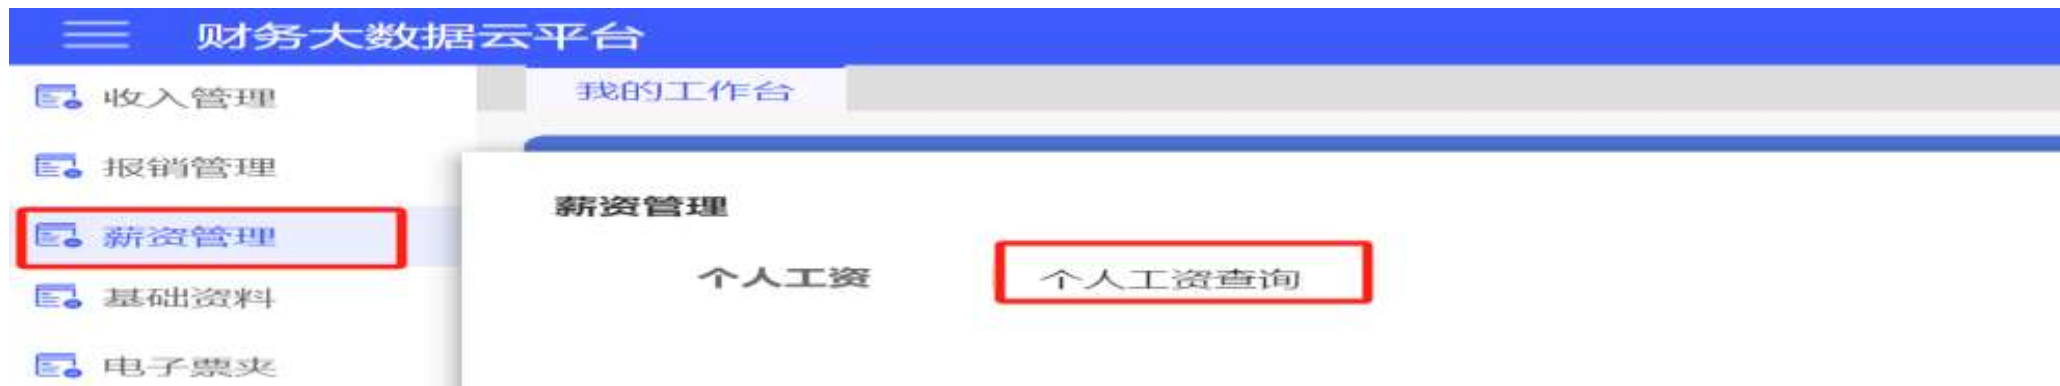 财务大数据云平台
收入管理
我的工作台
报销管理
薪资管理
薪资管理
个人工资
个人工资查询
基础资料
电子票夹